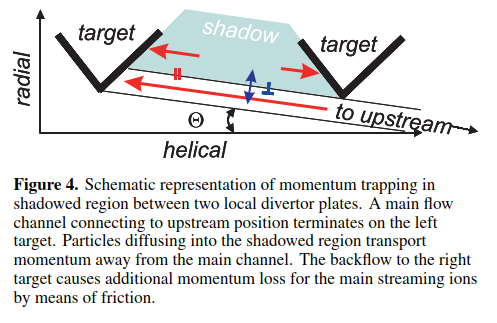 target
shadow
target
radial
=
⊥
Θ
to upstream
helical
Figure 4. Schematic representation of momentum trapping in
shadowed region between two local divertor plates. A main flow
channel connecting to upstream position terminates on the left
target. Particles diffusing into the shadowed region transport
momentum away from the main channel. The backflow to the right
target causes additional momentum loss for the main streaming ions
by means of friction.